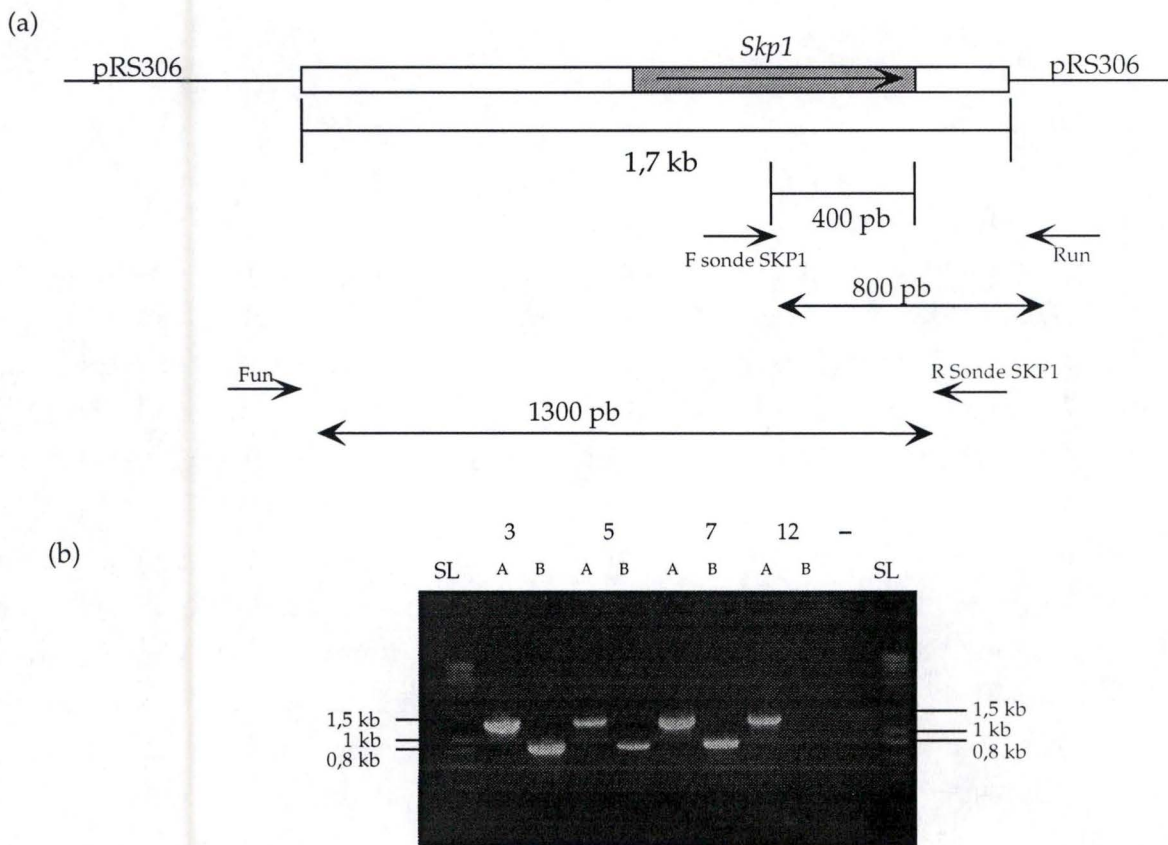 (a)
Skp1
pRS306
pRS306
1,7 kb
400 pb
F sonde SKP1
Run
800 pb
Fun
R Sonde SKP1
1300 pb
(b)
3 5 7 12 –
SL A B A B A B A B SL
1,5 kb
1 kb
0,8 kb
1,5 kb
1 kb
0,8 kb